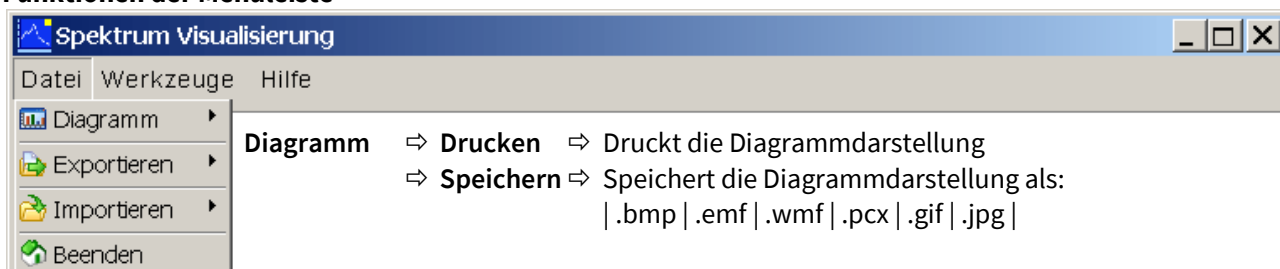 Funktionen der Menüleiste
Spektrum Visualisierung
Datei Werkzeuge Hilfe
Diagramm
Exportieren
Importieren
Beenden
Diagramm ⇨ Drucken ⇨ Druckt die Diagrammdarstellung
⇨ Speichern ⇨ Speichert die Diagrammdarstellung als:
| .bmp | .emf | .wmf | .pcx | .gif | .jpg |